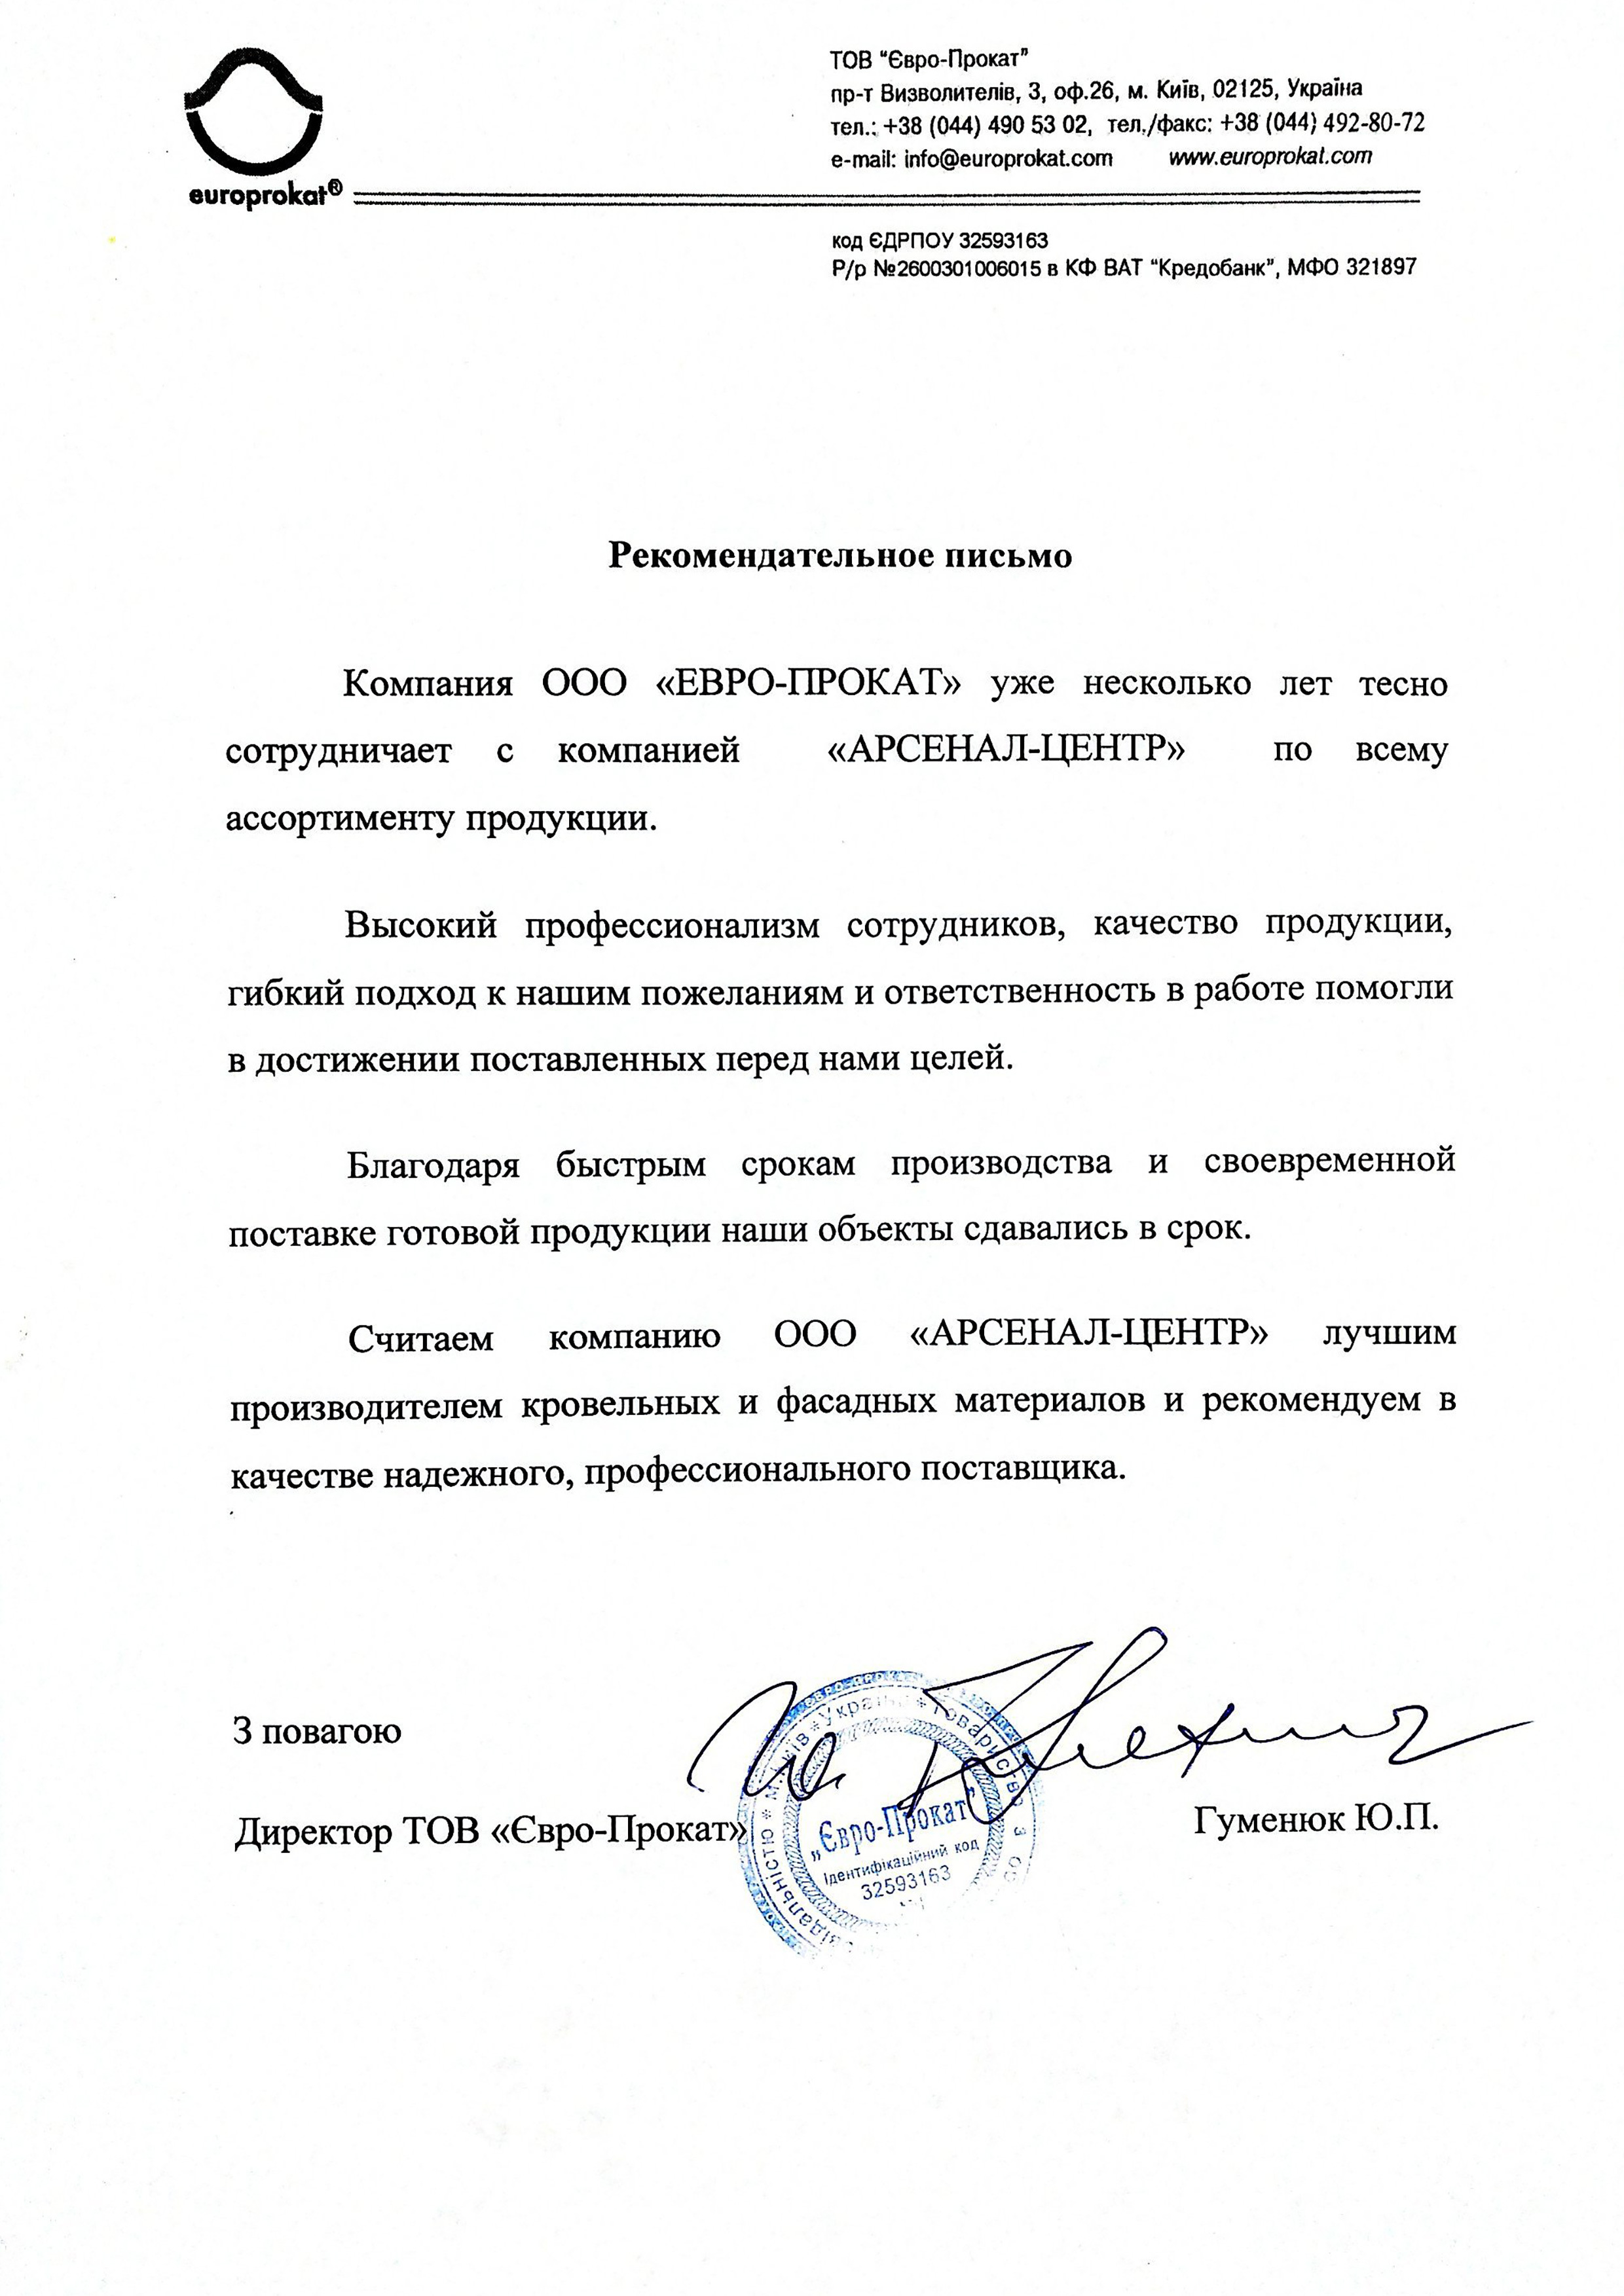 europrokat®
ТОВ “Євро-Прокат”
пр-т Визволителів, 3, оф.26, м. Київ, 02125, Україна
тел.: +38 (044) 490 53 02, тел./факс: +38 (044) 492-80-72
e-mail: info@europrokat.com www.europrokat.com
код ЄДРПОУ 32593163
Р/р №2600301006015 в КФ ВАТ “Кредобанк”, МФО 321897
Рекомендательное письмо
Компания ООО «ЕВРО-ПРОКАТ» уже несколько лет тесно
сотрудничает с компанией «АРСЕНАЛ-ЦЕНТР» по всему
ассортименту продукции.
Высокий профессионализм сотрудников, качество продукции,
гибкий подход к нашим пожеланиям и ответственность в работе помогли
в достижении поставленных перед нами целей.
Благодаря быстрым срокам производства и своевременной
поставке готовой продукции наши объекты сдавались в срок.
Считаем компанию ООО «АРСЕНАЛ-ЦЕНТР» лучшим
производителем кровельных и фасадных материалов и рекомендуем в
качестве надежного, профессионального поставщика.
З повагою
Директор ТОВ «Євро-Прокат»
Гуменюк Ю.П.
м.Київ * Україна * Товариство з
„Євро-Прокат”
Ідентифікаційний код
32593163